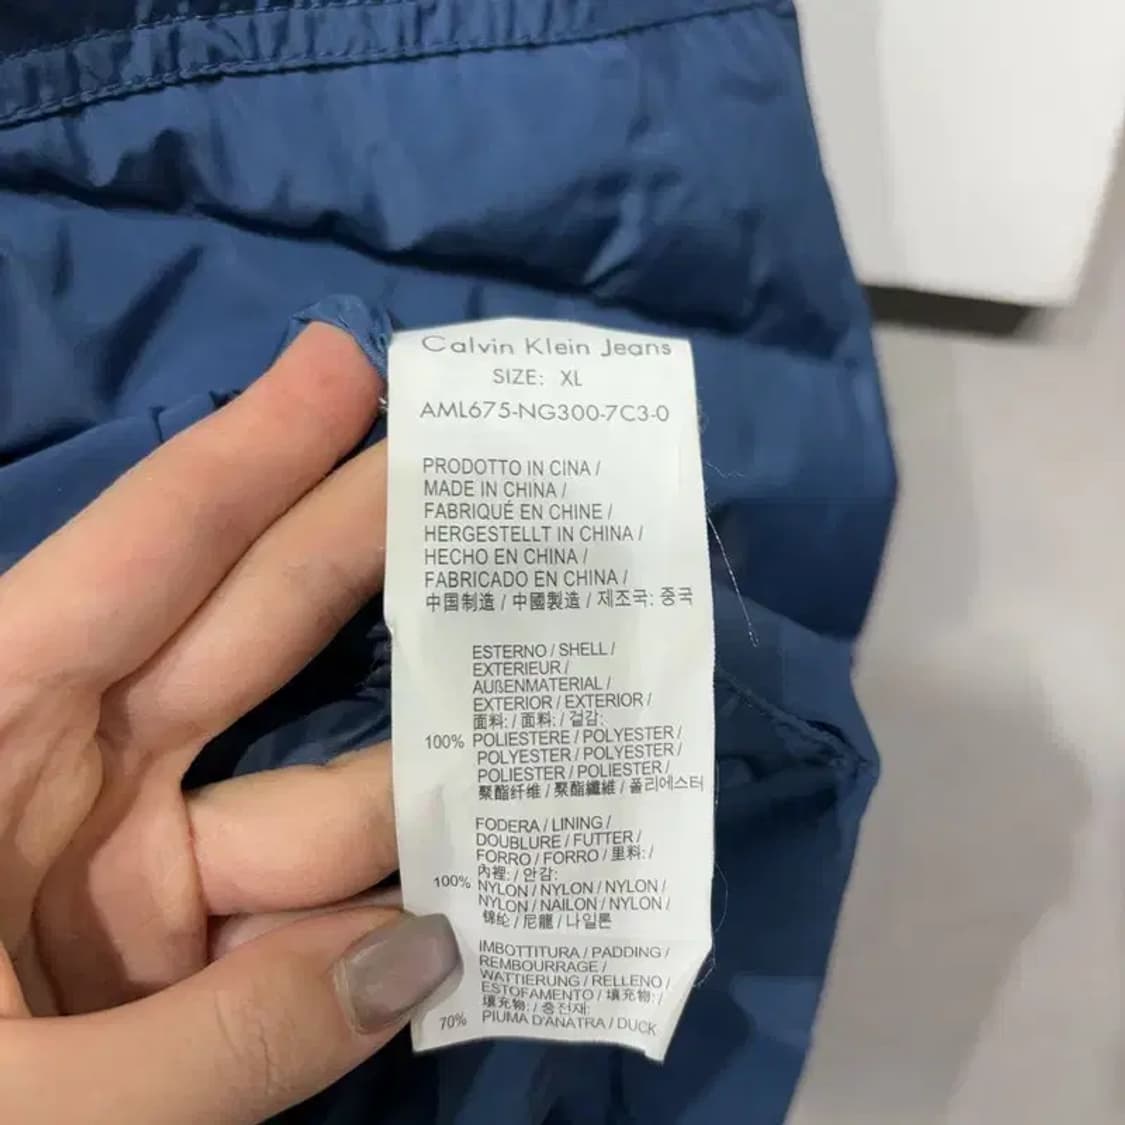 Calvin Klein Jeans
SIZE: XL
AML675-NG300-7C3-0
PRODOTTO IN CINA /
MADE IN CHINA /
FABRIQUÉ EN CHINE /
HERGESTELLT IN CHINA /
HECHO EN CHINA /
FABRICADO EN CHINA /
中国制造 / 中國製造 / 제조국: 중국
ESTERNO / SHELL /
EXTERIEUR /
AUßENMATERIAL /
EXTERIOR / EXTERIOR /
面料: / 面料: / 겉감:
100% POLIESTERE / POLYESTER /
POLYESTER / POLYESTER /
POLIESTER / POLIESTER /
聚酯纤维 / 聚酯纖維 / 폴리에스터
FODERA / LINING /
DOUBLURE / FUTTER /
FORRO / FORRO / 里料: /
內裡: / 안감:
100% NYLON / NYLON / NYLON /
NYLON / NAILON / NYLON /
锦纶 / 尼龍 / 나일론
IMBOTTITURA / PADDING /
REMBOURRAGE /
WATTIERUNG / RELLENO /
ESTOFAMENTO / 填充物: /
填充物: / 충전재:
70% PIUMA D'ANATRA / DUCK